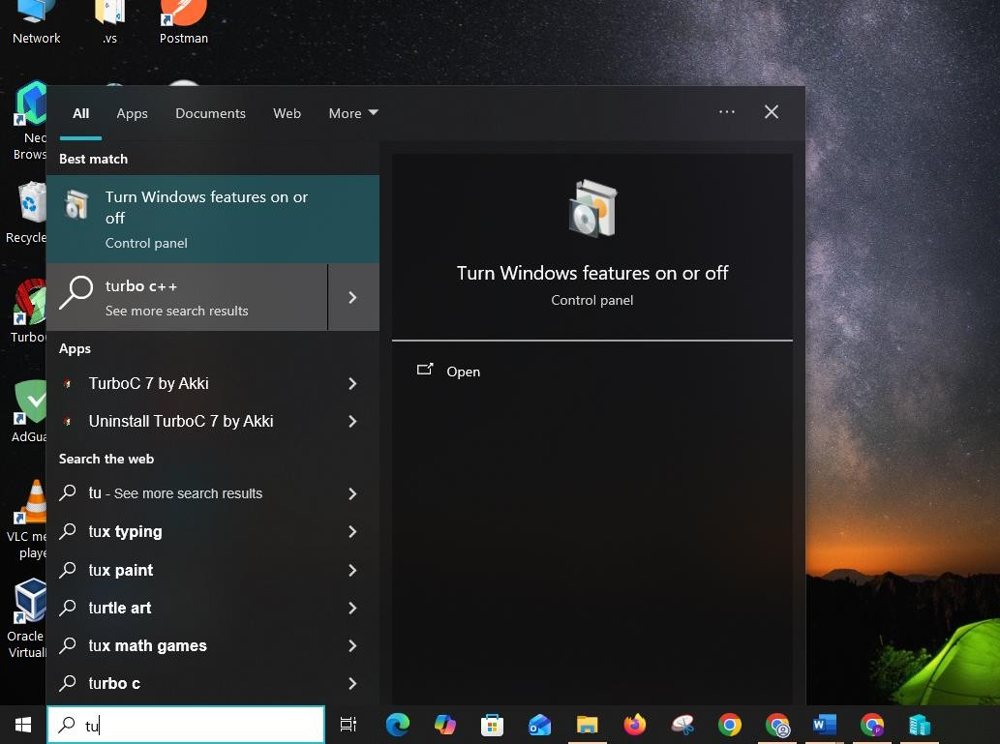 Network
.vs
Postman
Neo
Brows
Recycle
Turbo
AdGua
VLC me
playe
Oracle
Virtuall
All
Apps
Documents
Web
More
Best match
Turn Windows features on or
off
Control panel
turbo c++
See more search results
Apps
TurboC 7 by Akki
Uninstall TurboC 7 by Akki
Search the web
tu - See more search results
tux typing
tux paint
turtle art
tux math games
turbo c
Turn Windows features on or off
Control panel
Open
tu